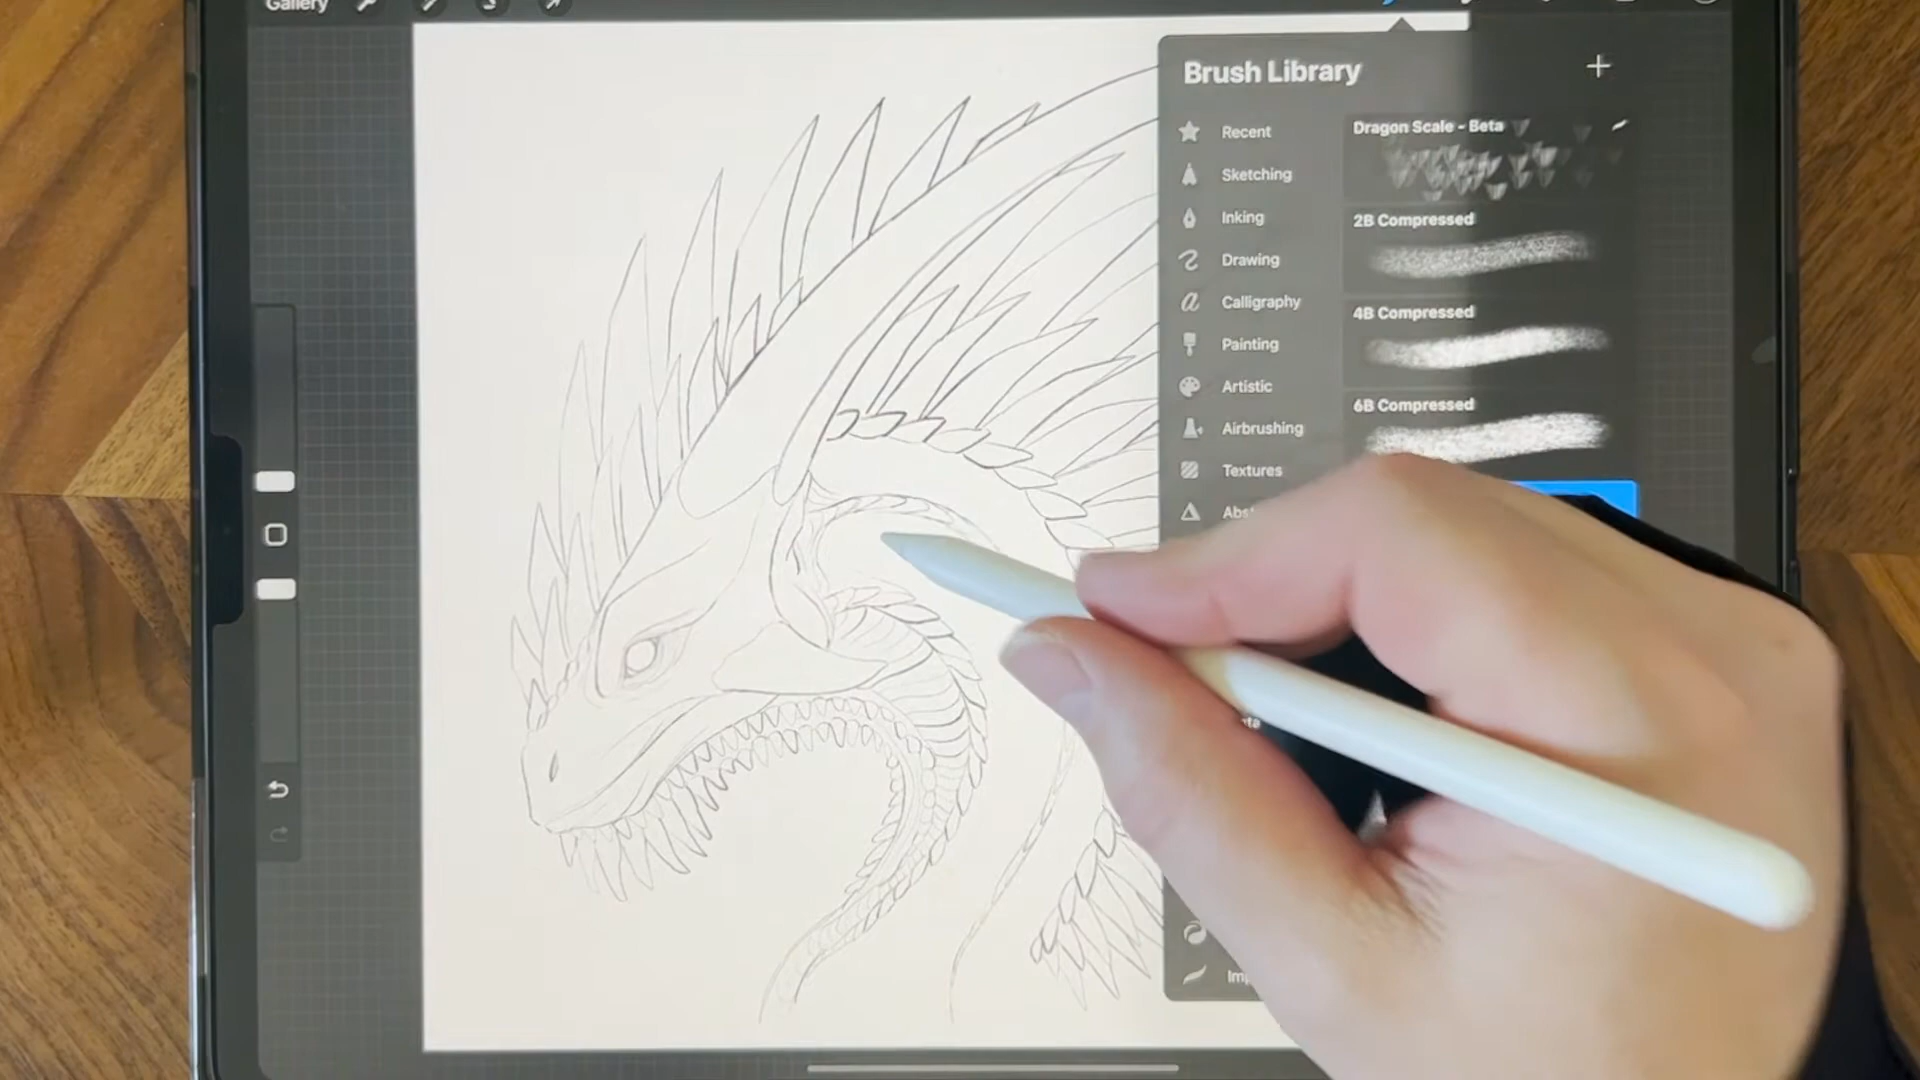 Gallery
Brush Library
Recent
Sketching
Inking
Drawing
Calligraphy
Painting
Artistic
Airbrushing
Textures
Dragon Scale - Beta
2B Compressed
4B Compressed
6B Compressed